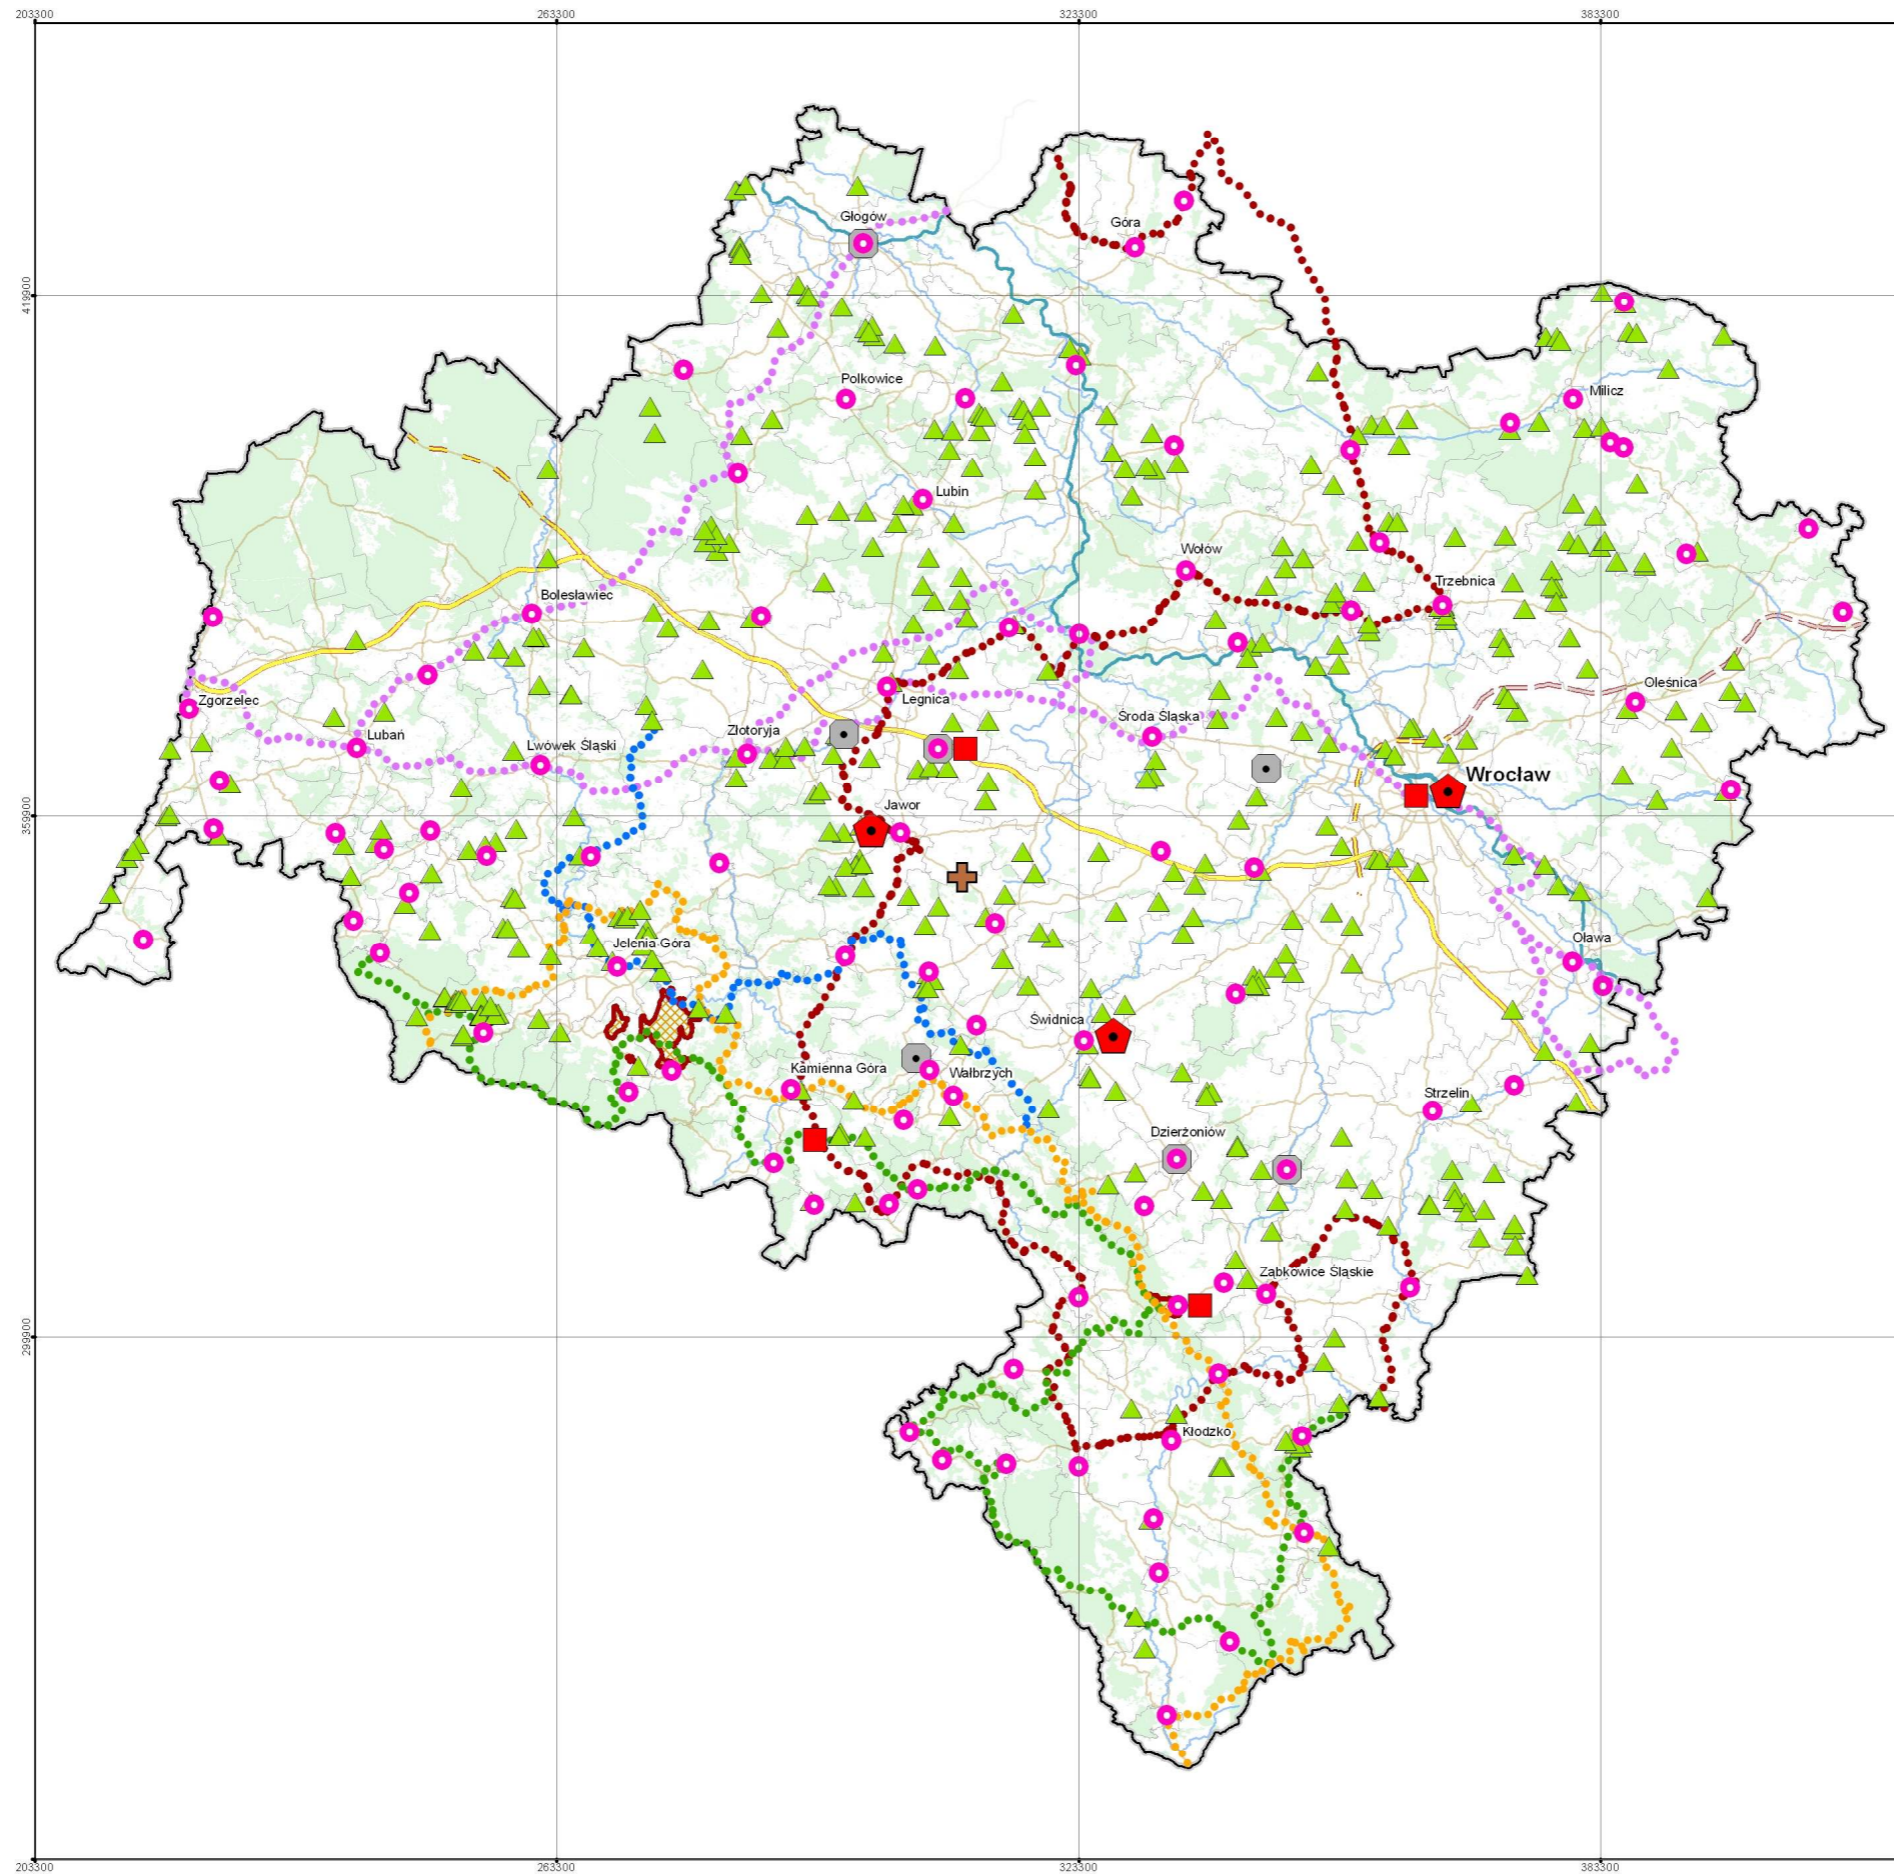 203300 263300 323300 383300
Głogów
Góra
419900
Polkowice
Milicz
Lubin
Wołów
Trzebnica
Bolesławiec
Oleśnica
Zgorzelec
Legnica
Środa Śląska
Złotoryja
Lubań
Lwówek Śląski
Wrocław
Jawor
359900
Oława
Jelenia Góra
Świdnica
Kamienna Góra
Wałbrzych
Strzelin
Dzierżoniów
Ząbkowice Śląskie
299900
Kłodzko
203300 263300 323300 383300